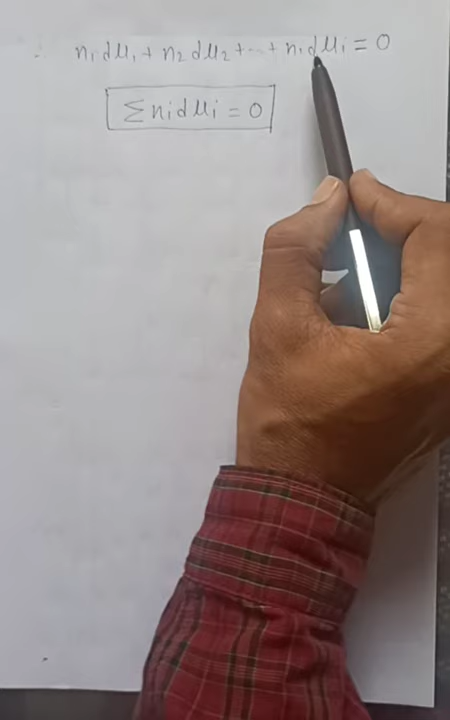 ∴ n₁dμ₁ + n₂dμ₂ + ... + nᵢdμᵢ = 0
Σnᵢdμᵢ = 0